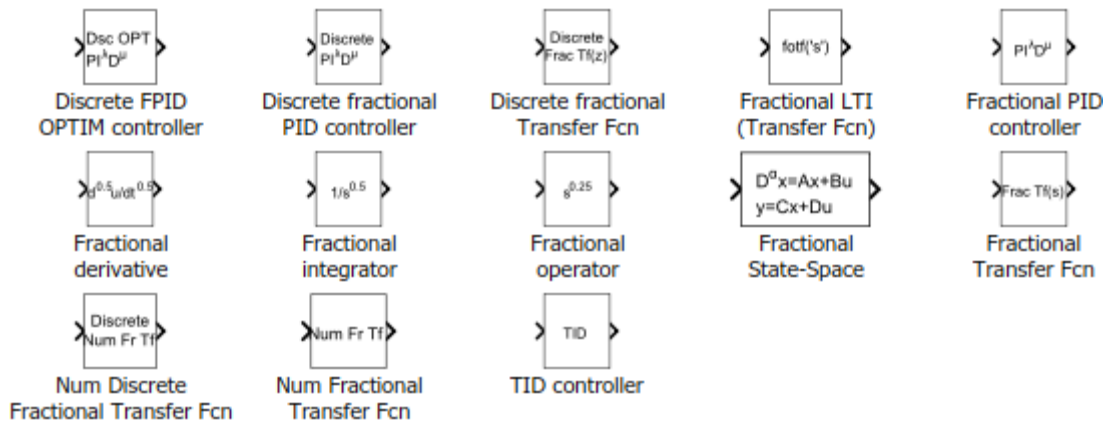 Dsc OPT
PI^λD^μ
Discrete FPID
OPTIM controller
Discrete
PI^λD^μ
Discrete fractional
PID controller
Discrete
Frac Tf(z)
Discrete fractional
Transfer Fcn
fotf('s')
Fractional LTI
(Transfer Fcn)
PI^λD^μ
Fractional PID
controller
d^0.5u/dt^0.5
Fractional
derivative
1/s^0.5
Fractional
integrator
s^0.25
Fractional
operator
D^αx=Ax+Bu
y=Cx+Du
Fractional
State-Space
Frac Tf(s)
Fractional
Transfer Fcn
Discrete
Num Fr Tf
Num Discrete
Fractional Transfer Fcn
Num Fr Tf
Num Fractional
Transfer Fcn
TID
TID controller